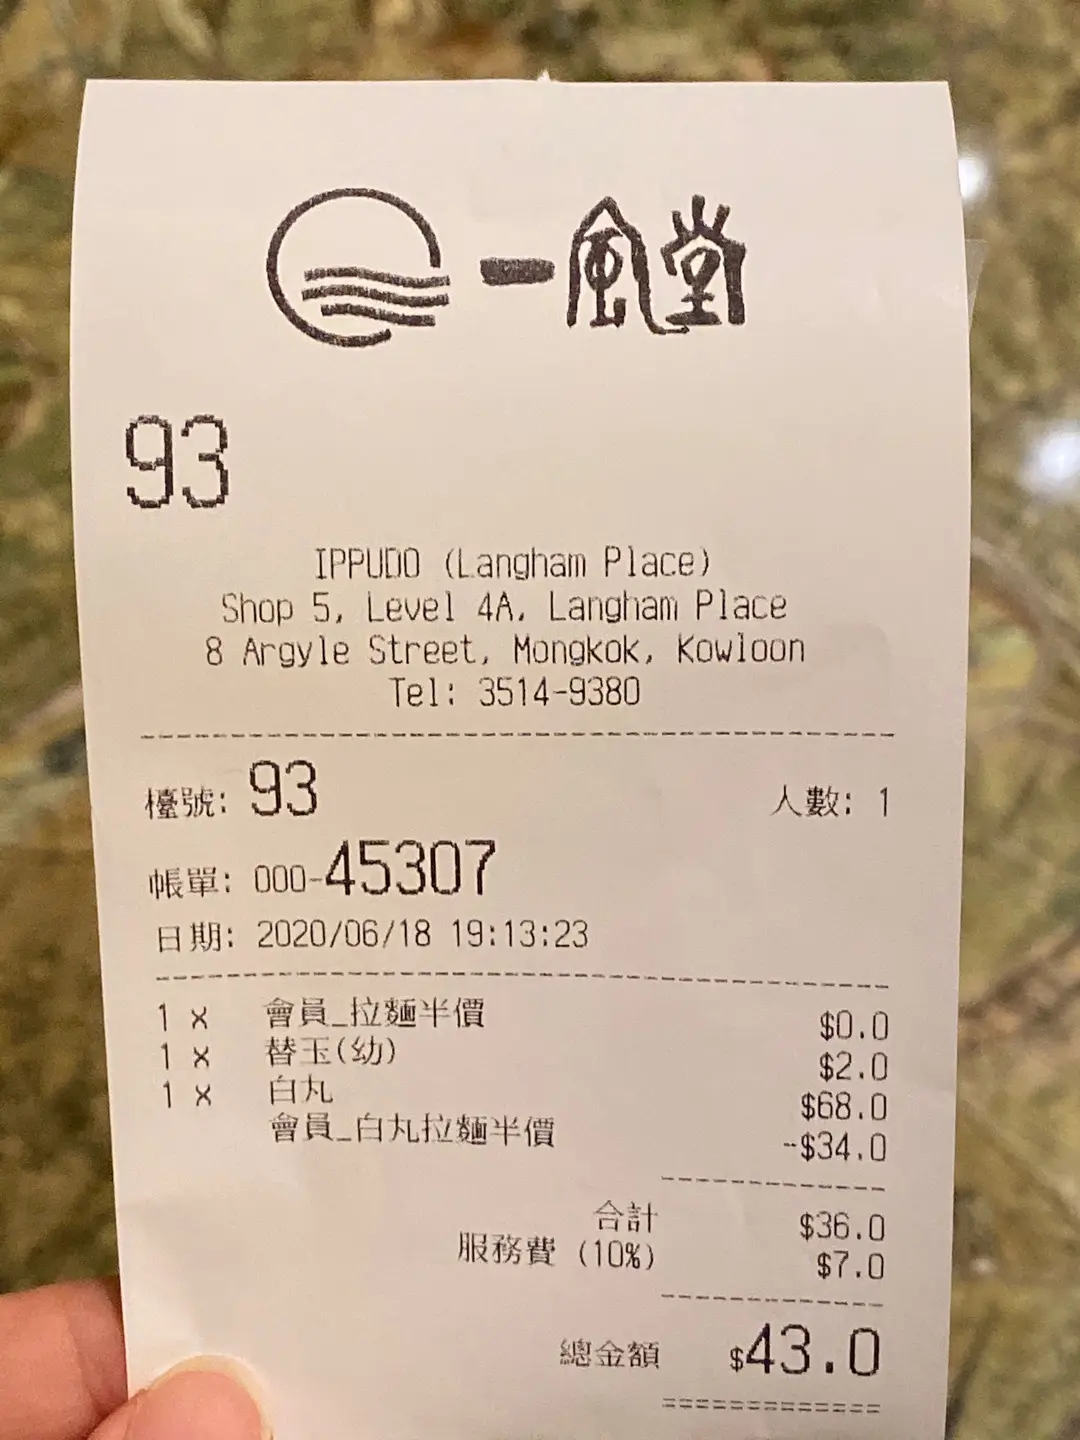 一風堂
93
IPPUDO (Langham Place)
Shop 5, Level 4A, Langham Place
8 Argyle Street, Mongkok, Kowloon
Tel: 3514-9380
檯號: 93 人數: 1
帳單: 000-45307
日期: 2020/06/18 19:13:23
1 x 會員_拉麵半價 $0.0
1 x 替玉(幼) $2.0
1 x 白丸 $68.0
會員_白丸拉麵半價 -$34.0
合計 $36.0
服務費 (10%) $7.0
總金額 $43.0